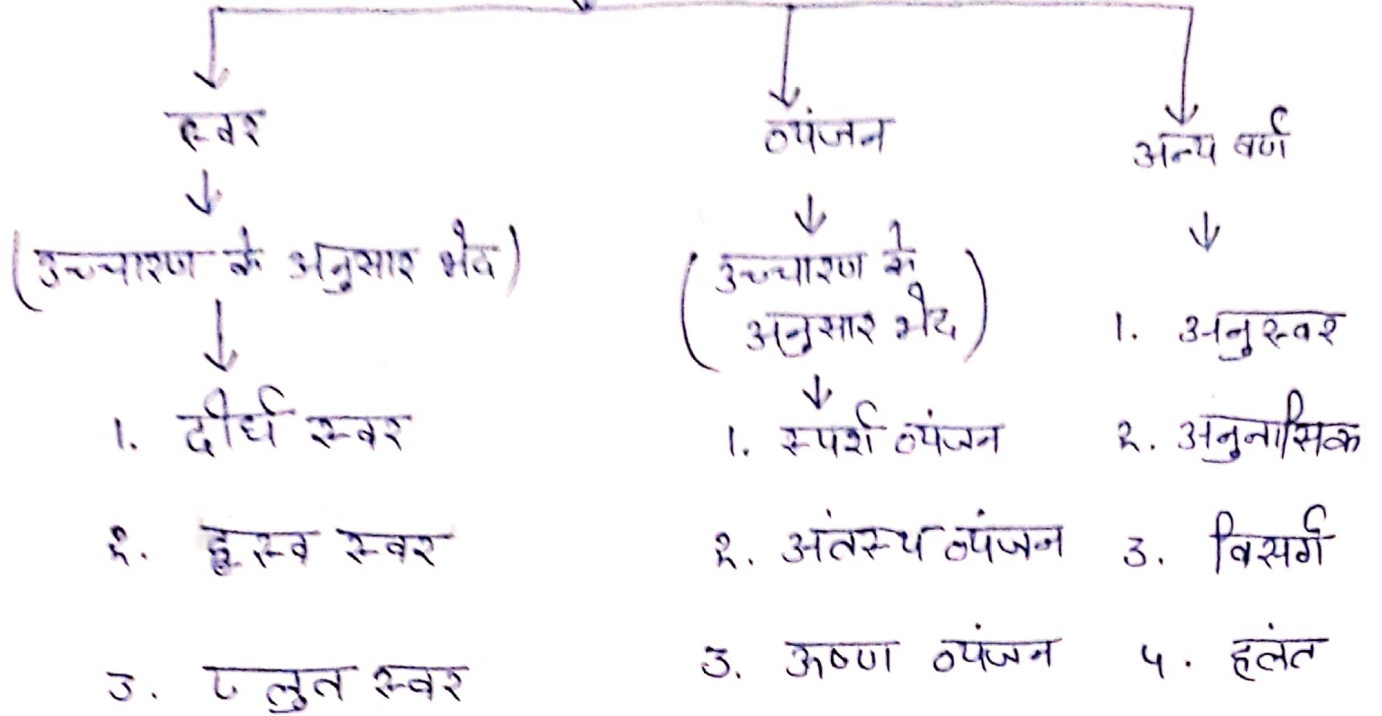 स्वर
(उच्चारण के अनुसार भेद)
1. दीर्घ स्वर
2. ह्रस्व स्वर
3. प्लुत स्वर
व्यंजन
(उच्चारण के
अनुसार भेद)
1. स्पर्श व्यंजन
2. अंतस्थ व्यंजन
3. ऊष्ण व्यंजन
अन्य वर्ण
1. अनुस्वर
2. अनुनासिक
3. विसर्ग
4. हलंत